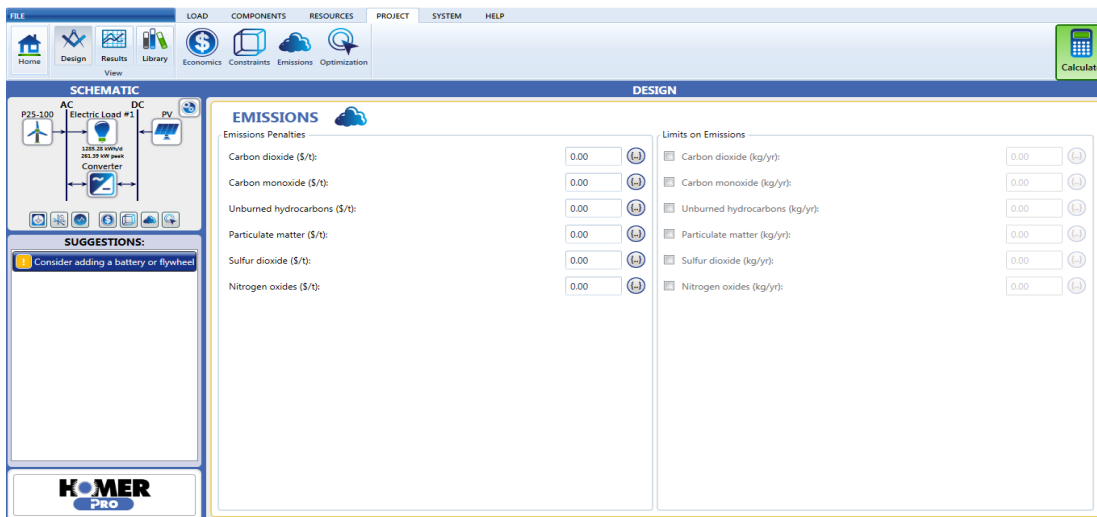 FILE
LOAD
COMPONENTS
RESOURCES
PROJECT
SYSTEM
HELP
Home
Design
Results
Library
View
Economics
Constraints
Emissions
Optimization
Calculat
SCHEMATIC
AC
DC
P25-100
Electric Load #1
PV
1288.28 kWh/d
261.39 kW peak
Converter
SUGGESTIONS:
! Consider adding a battery or flywheel
HOMER
PRO
DESIGN
EMISSIONS
Emissions Penalties
Carbon dioxide ($/t): 0.00 {..}
Carbon monoxide ($/t): 0.00 {..}
Unburned hydrocarbons ($/t): 0.00 {..}
Particulate matter ($/t): 0.00 {..}
Sulfur dioxide ($/t): 0.00 {..}
Nitrogen oxides ($/t): 0.00 {..}
Limits on Emissions
Carbon dioxide (kg/yr): 0.00 {..}
Carbon monoxide (kg/yr): 0.00 {..}
Unburned hydrocarbons (kg/yr): 0.00 {..}
Particulate matter (kg/yr): 0.00 {..}
Sulfur dioxide (kg/yr): 0.00 {..}
Nitrogen oxides (kg/yr): 0.00 {..}